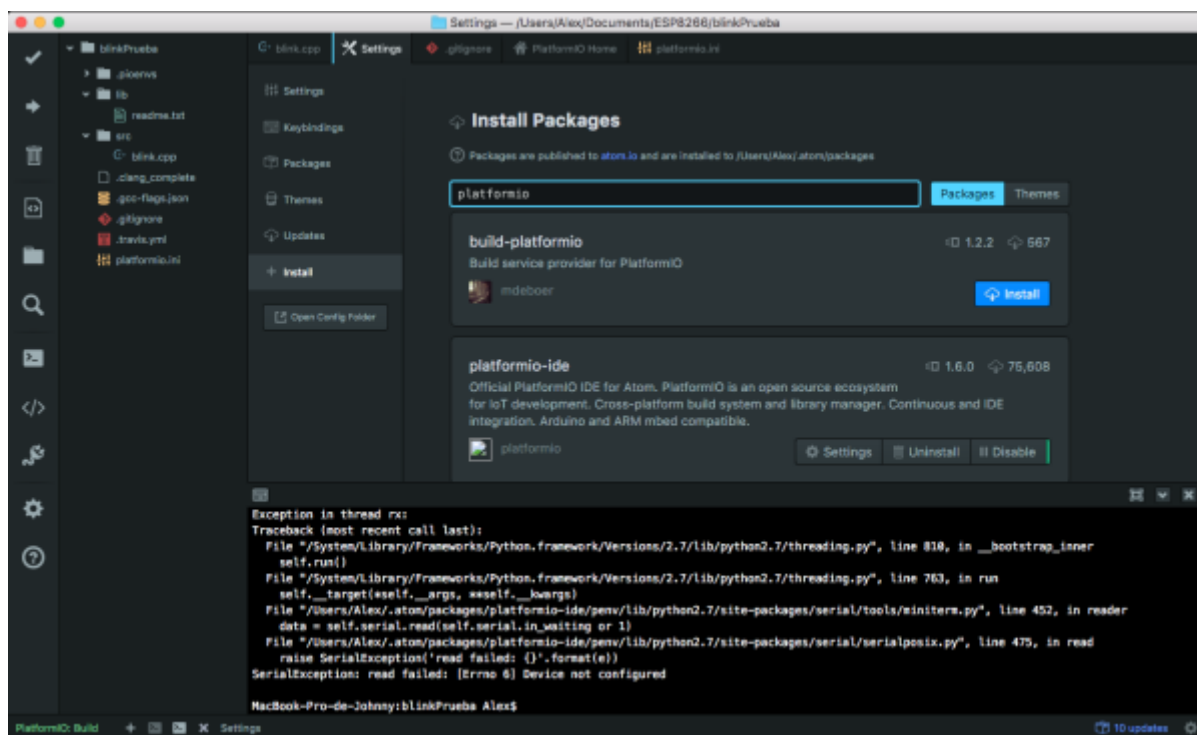 Settings — /Users/Alex/Documents/ESP8266/blinkPrueba
blinkPrueba
.pioenvs
lib
readme.txt
src
blink.cpp
.clang_complete
.gcc-flags.json
.gitignore
.travis.yml
platformio.ini
blink.cpp
Settings
.gitignore
PlatformIO Home
platformio.ini
Settings
Keybindings
Packages
Themes
Updates
Install
Open Config Folder
Install Packages
Packages are published to atom.io and are installed to /Users/Alex/.atom/packages
platformio
Packages Themes
build-platformio
1.2.2 567
Build service provider for PlatformIO
mdeboer
Install
platformio-ide
1.6.0 75,608
Official PlatformIO IDE for Atom. PlatformIO is an open source ecosystem
for IoT development. Cross-platform build system and library manager. Continuous and IDE
integration. Arduino and ARM mbed compatible.
platformio
Settings Uninstall Disable
Exception in thread rx:
Traceback (most recent call last):
File "/System/Library/Frameworks/Python.framework/Versions/2.7/lib/python2.7/threading.py", line 810, in __bootstrap_inner
self.run()
File "/System/Library/Frameworks/Python.framework/Versions/2.7/lib/python2.7/threading.py", line 763, in run
self.__target(*self.__args, **self.__kwargs)
File "/Users/Alex/.atom/packages/platformio-ide/penv/lib/python2.7/site-packages/serial/tools/miniterm.py", line 452, in reader
data = self.serial.read(self.serial.in_waiting or 1)
File "/Users/Alex/.atom/packages/platformio-ide/penv/lib/python2.7/site-packages/serial/serialposix.py", line 475, in read
raise SerialException('read failed: {}'.format(e))
SerialException: read failed: [Errno 6] Device not configured
MacBook-Pro-de-Johnny:blinkPrueba Alex$
PlatformIO: Build + Settings
10 updates